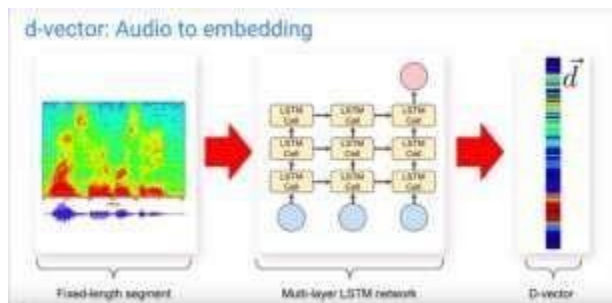 d-vector: Audio to embedding
d
LSTM Cell LSTM Cell LSTM Cell
LSTM Cell LSTM Cell LSTM Cell
LSTM Cell LSTM Cell LSTM Cell
Fixed-length segment
Multi-layer LSTM network
D-vector